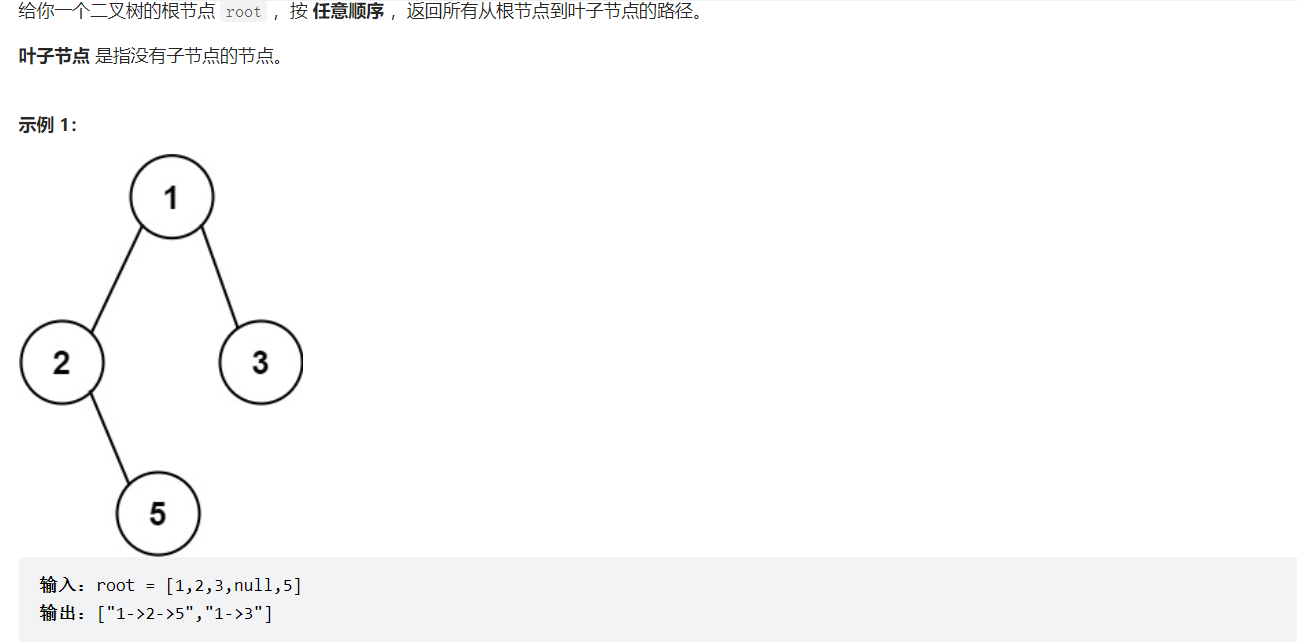 给你一个二叉树的根节点 root ，按 任意顺序 ，返回所有从根节点到叶子节点的路径。
叶子节点 是指没有子节点的节点。
示例 1：
1
2
3
5
输入：root = [1,2,3,null,5]
输出：["1->2->5","1->3"]